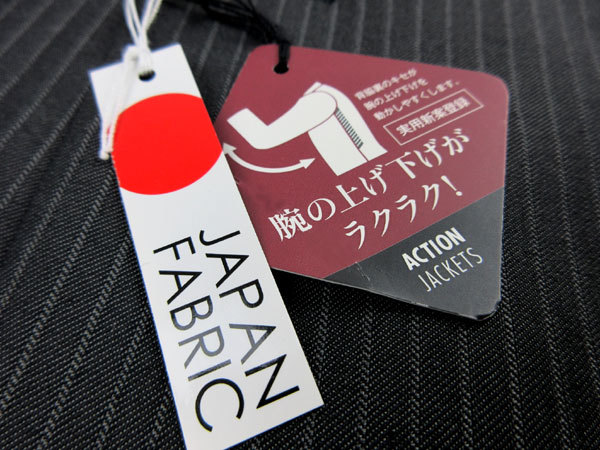 JAPAN
FABRIC
背脇裏のキセが
腕の上げ下げを
動かしやすくします。
実用新案登録
腕の上げ下げが
ラクラク!
ACTION
JACKETS